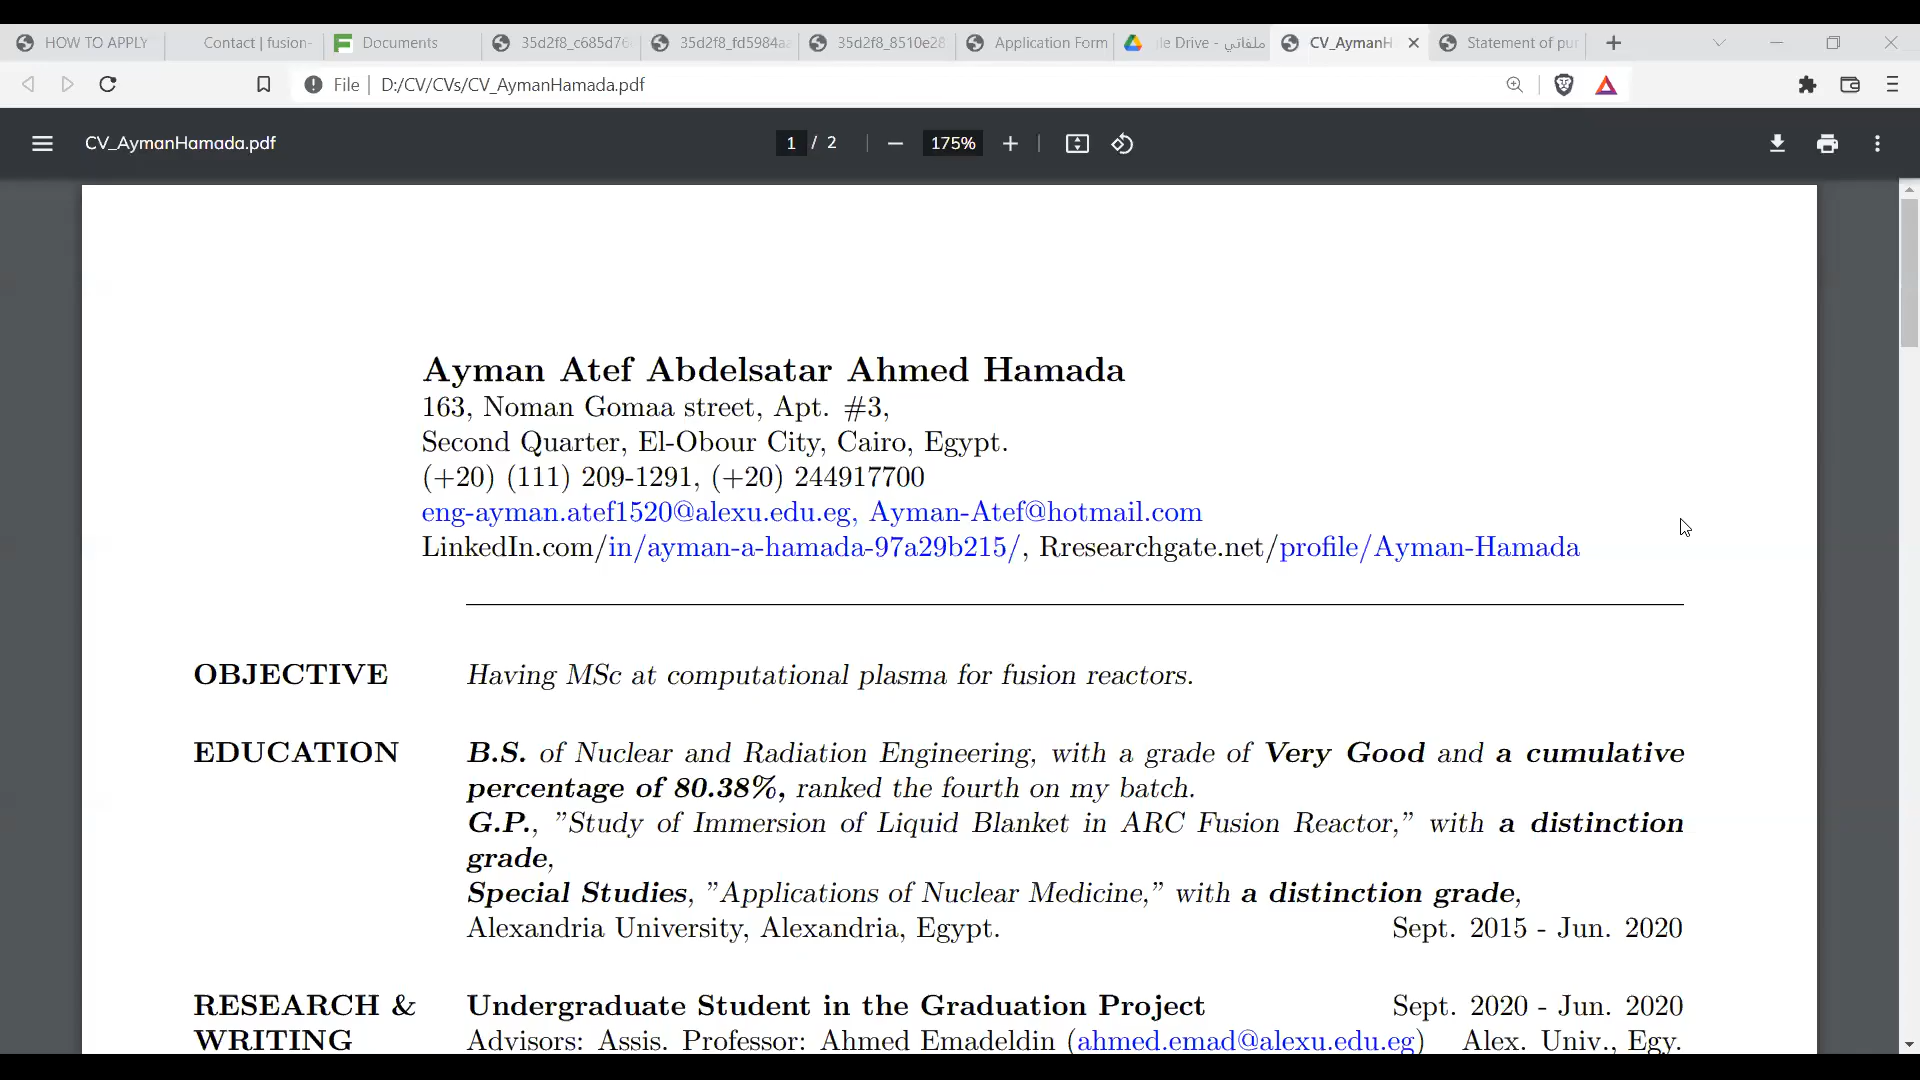 HOW TO APPLY
Contact | fusion-
Documents
35d2f8_c685d76
35d2f8_fd5984aa
35d2f8_8510e28
Application Form
le Drive - ملفاتي
CV_AymanH
Statement of pur
File | D:/CV/CVs/CV_AymanHamada.pdf
CV_AymanHamada.pdf
1 / 2
175%
Ayman Atef Abdelsatar Ahmed Hamada
163, Noman Gomaa street, Apt. #3,
Second Quarter, El-Obour City, Cairo, Egypt.
(+20) (111) 209-1291, (+20) 244917700
eng-ayman.atef1520@alexu.edu.eg, Ayman-Atef@hotmail.com
LinkedIn.com/in/ayman-a-hamada-97a29b215/, Rresearchgate.net/profile/Ayman-Hamada
OBJECTIVE Having MSc at computational plasma for fusion reactors.
EDUCATION B.S. of Nuclear and Radiation Engineering, with a grade of Very Good and a cumulative
percentage of 80.38%, ranked the fourth on my batch.
G.P., ”Study of Immersion of Liquid Blanket in ARC Fusion Reactor,” with a distinction
grade,
Special Studies, ”Applications of Nuclear Medicine,” with a distinction grade,
Alexandria University, Alexandria, Egypt. Sept. 2015 - Jun. 2020
RESEARCH & Undergraduate Student in the Graduation Project Sept. 2020 - Jun. 2020
WRITING Advisors: Assis. Professor: Ahmed Emadeldin (ahmed.emad@alexu.edu.eg) Alex. Univ., Egy.